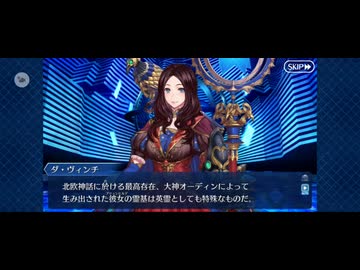 SKIP
ダ・ヴィンチ
北欧神話に於ける最高存在、大神オーディンによって
生み出された彼女の霊基は英霊としても特殊なものだ。